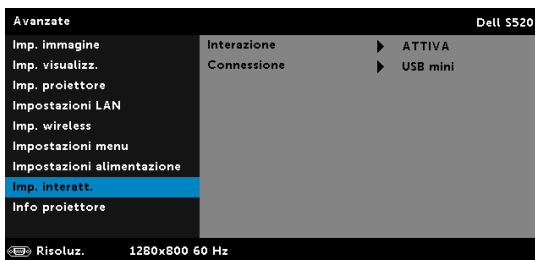 Avanzate Dell S520
Imp. immagine Interazione ATTIVA
Imp. visualizz. Connessione USB mini
Imp. proiettore
Impostazioni LAN
Imp. wireless
Impostazioni menu
Impostazioni alimentazione
Imp. interatt.
Info proiettore
Risoluz. 1280x800 60 Hz